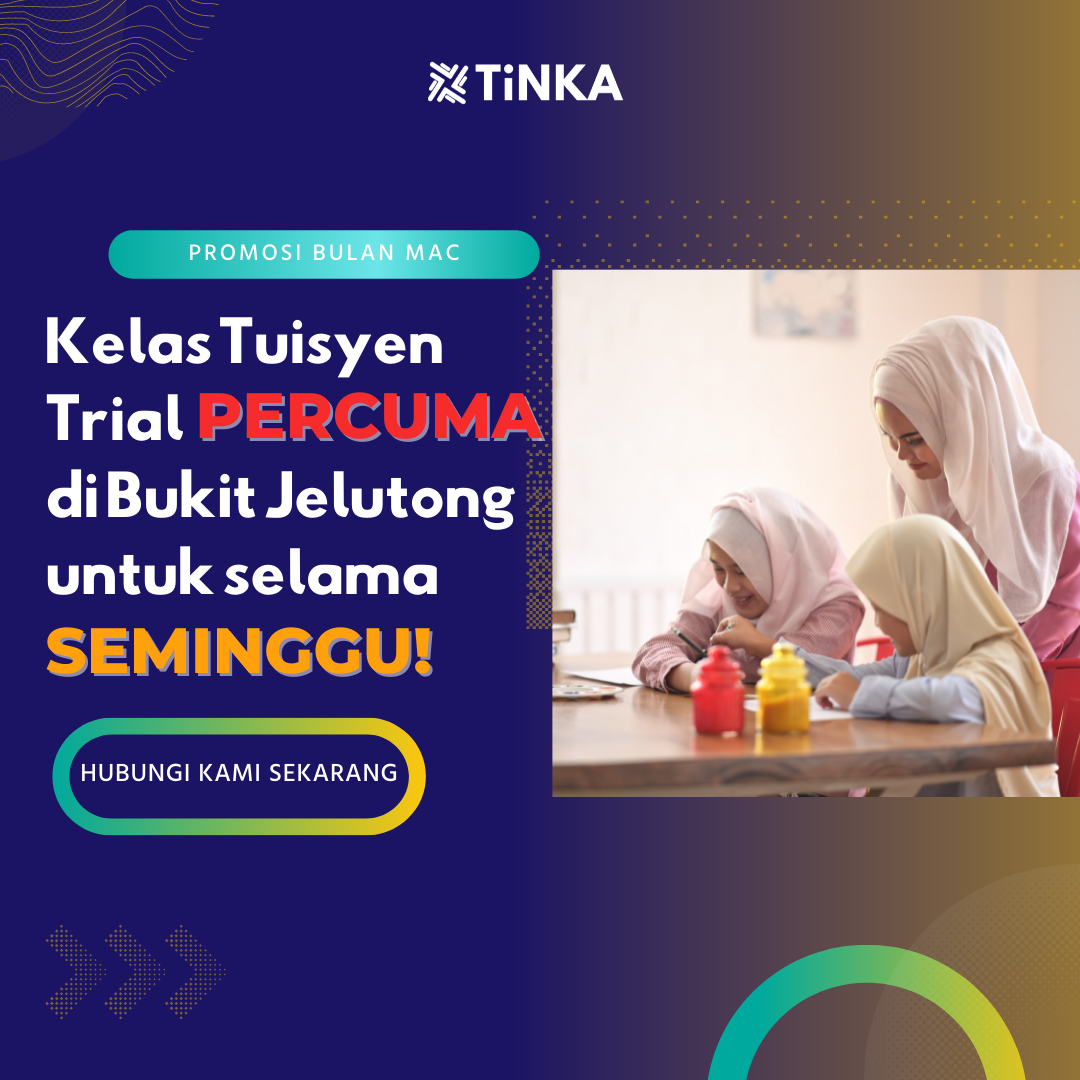 TiNKA
PROMOSI BULAN MAC
Kelas Tuisyen
Trial PERCUMA
di Bukit Jelutong
untuk selama
SEMINGGU!
HUBUNGI KAMI SEKARANG